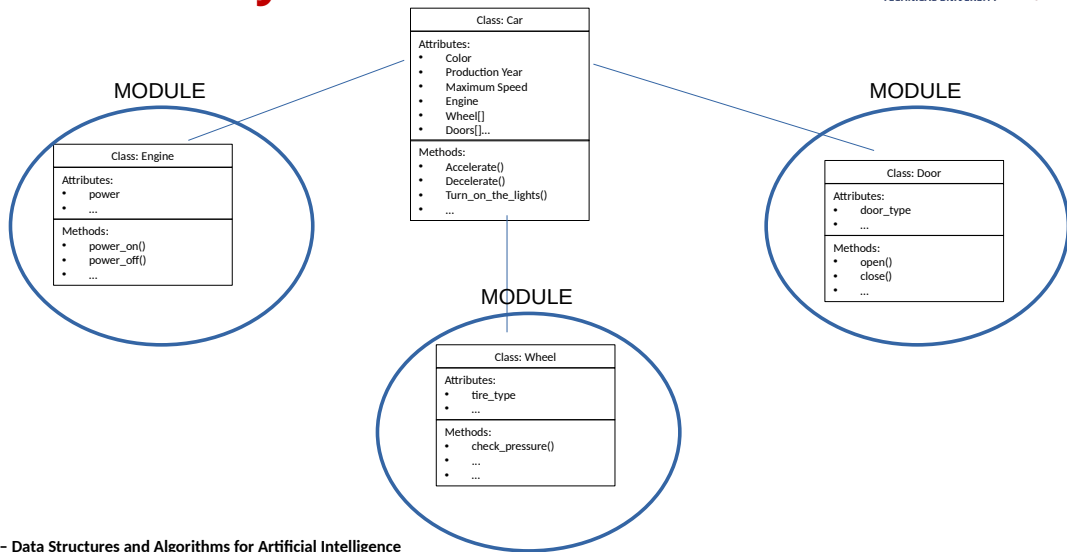 Class: Car
Attributes:
• Color
• Production Year
• Maximum Speed
• Engine
• Wheel[]
• Doors[]...
Methods:
• Accelerate()
• Decelerate()
• Turn_on_the_lights()
• ...
MODULE
Class: Engine
Attributes:
• power
• ...
Methods:
• power_on()
• power_off()
• ...
MODULE
Class: Door
Attributes:
• door_type
• ...
Methods:
• open()
• close()
• ...
MODULE
Class: Wheel
Attributes:
• tire_type
• ...
Methods:
• check_pressure()
• ...
• ...
– Data Structures and Algorithms for Artificial Intelligence